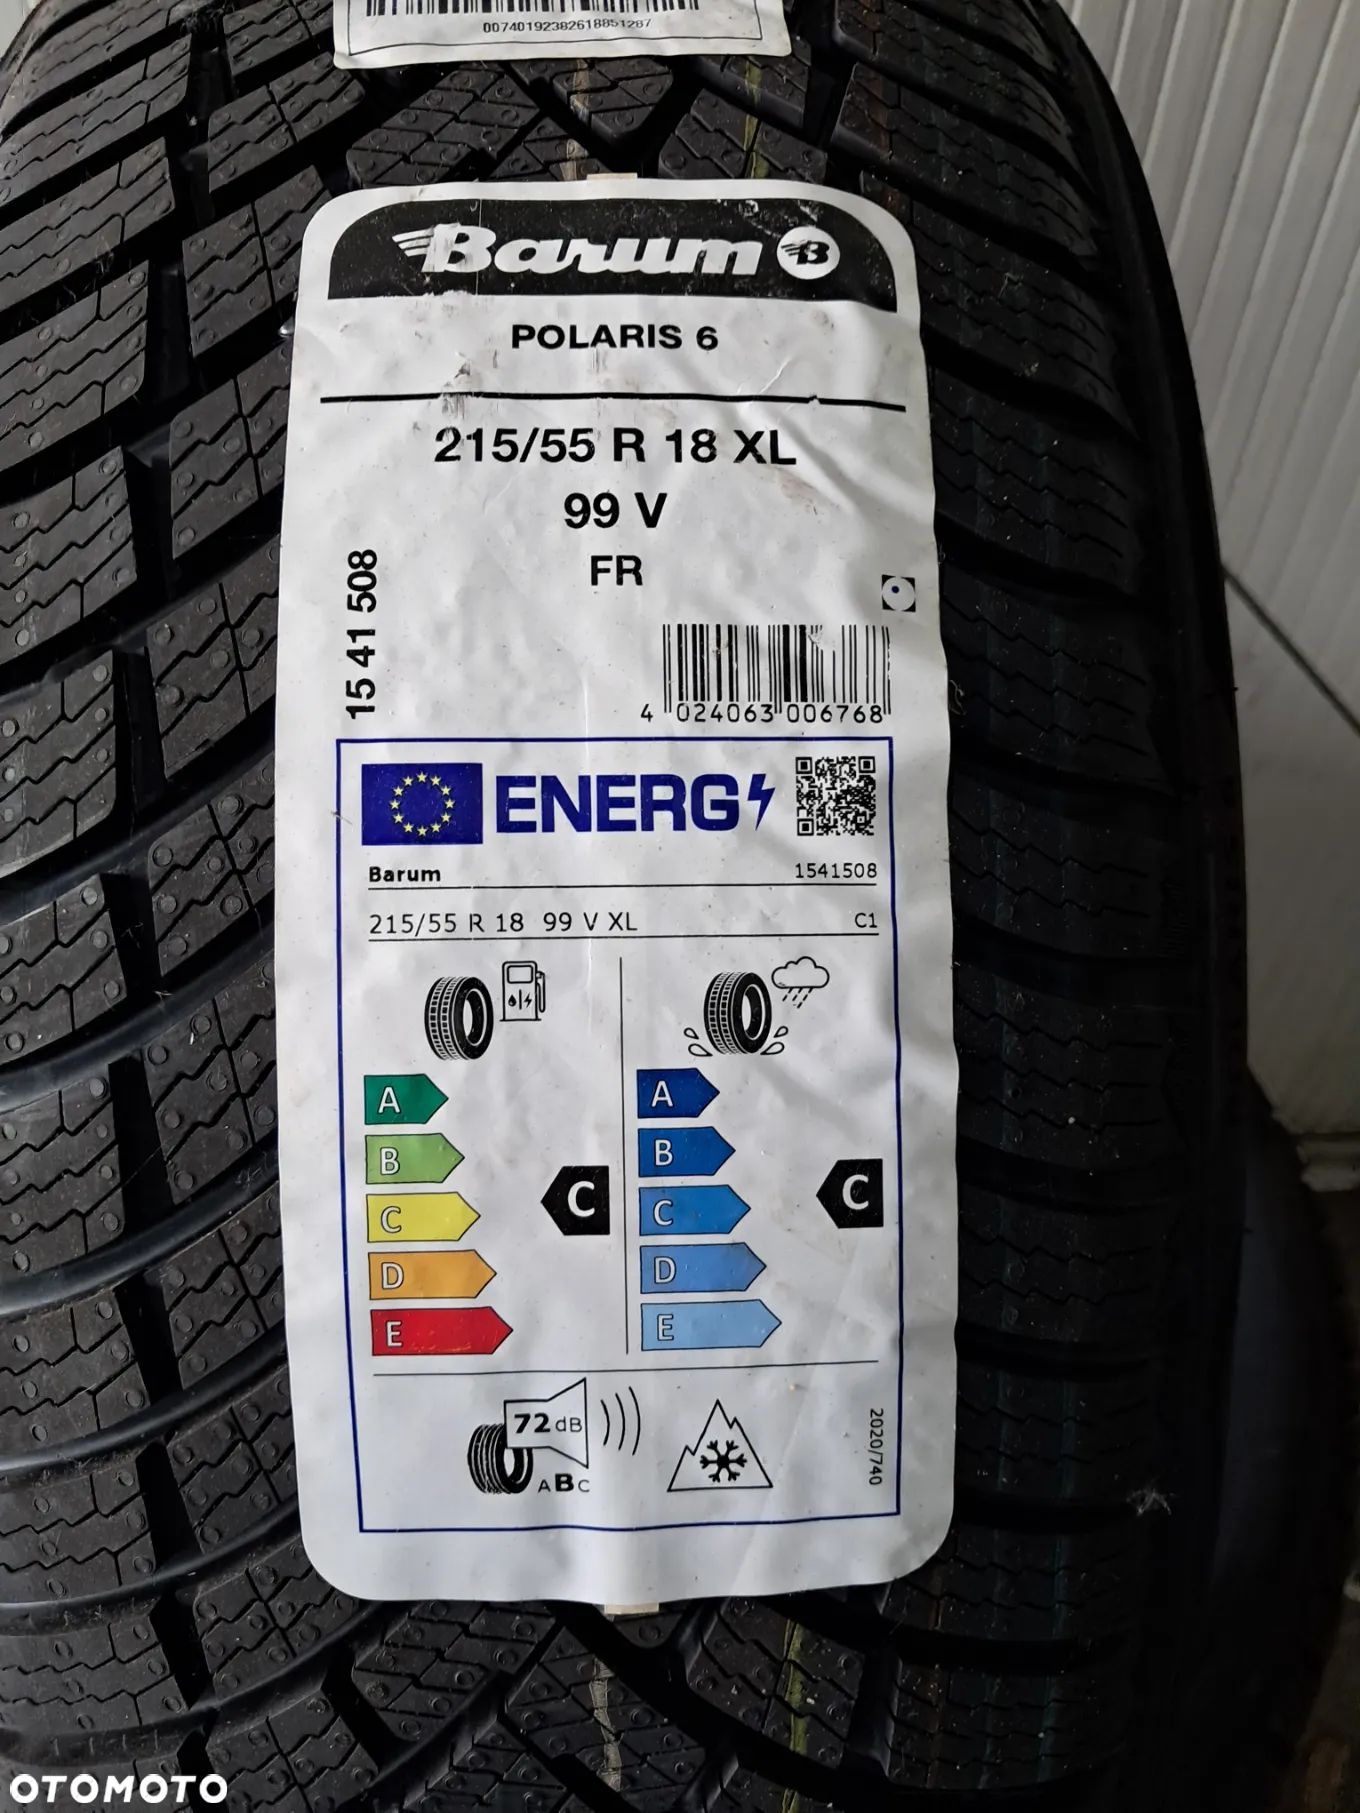 00740192382618851287
Barum B
POLARIS 6
215/55 R 18 XL
99 V
FR
15 41 508
4 024063 006768
ENERG
Barum 1541508
215/55 R 18 99 V XL C1
A A
B B
C C C C
D D
E E
72 dB
ABC
2020/740
OTOMOTO